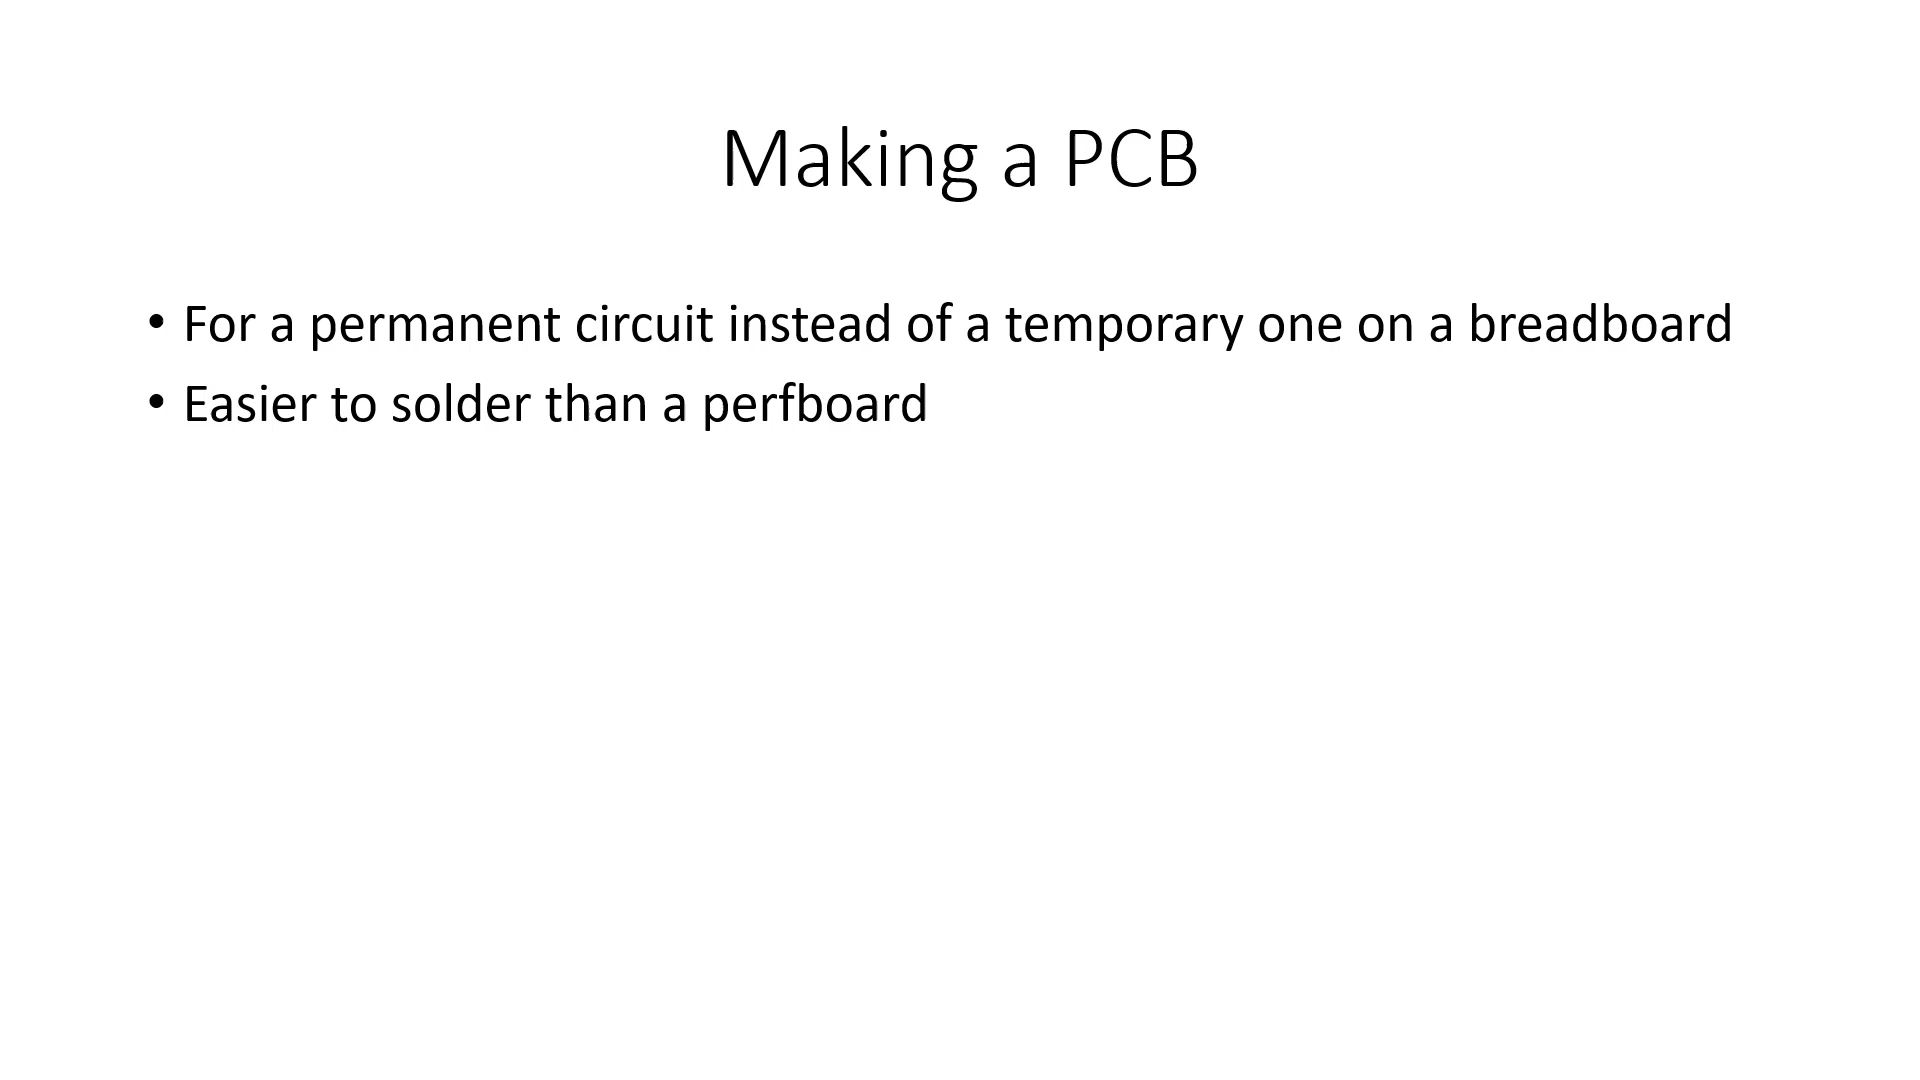 Making a PCB
• For a permanent circuit instead of a temporary one on a breadboard
• Easier to solder than a perfboard